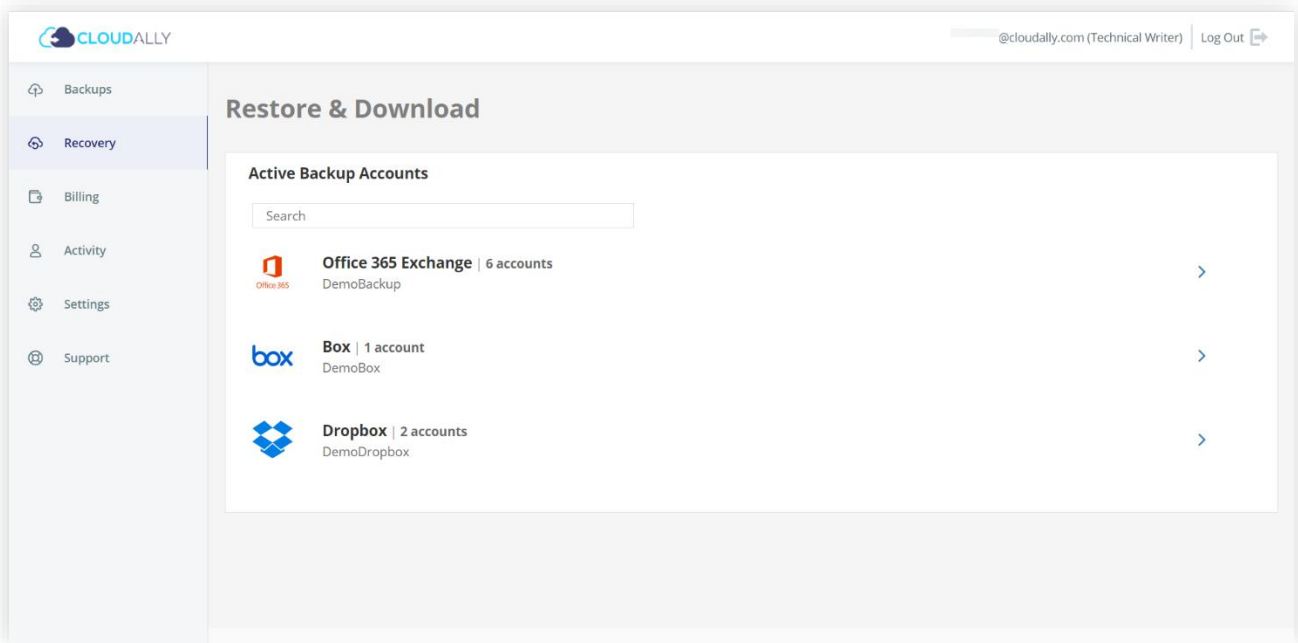 CLOUDALLY
@cloudally.com (Technical Writer) Log Out
Backups
Recovery
Billing
Activity
Settings
Support
Restore & Download
Active Backup Accounts
Search
Office 365 Exchange | 6 accounts
DemoBackup
Office 365
box
Box | 1 account
DemoBox
Dropbox | 2 accounts
DemoDropbox